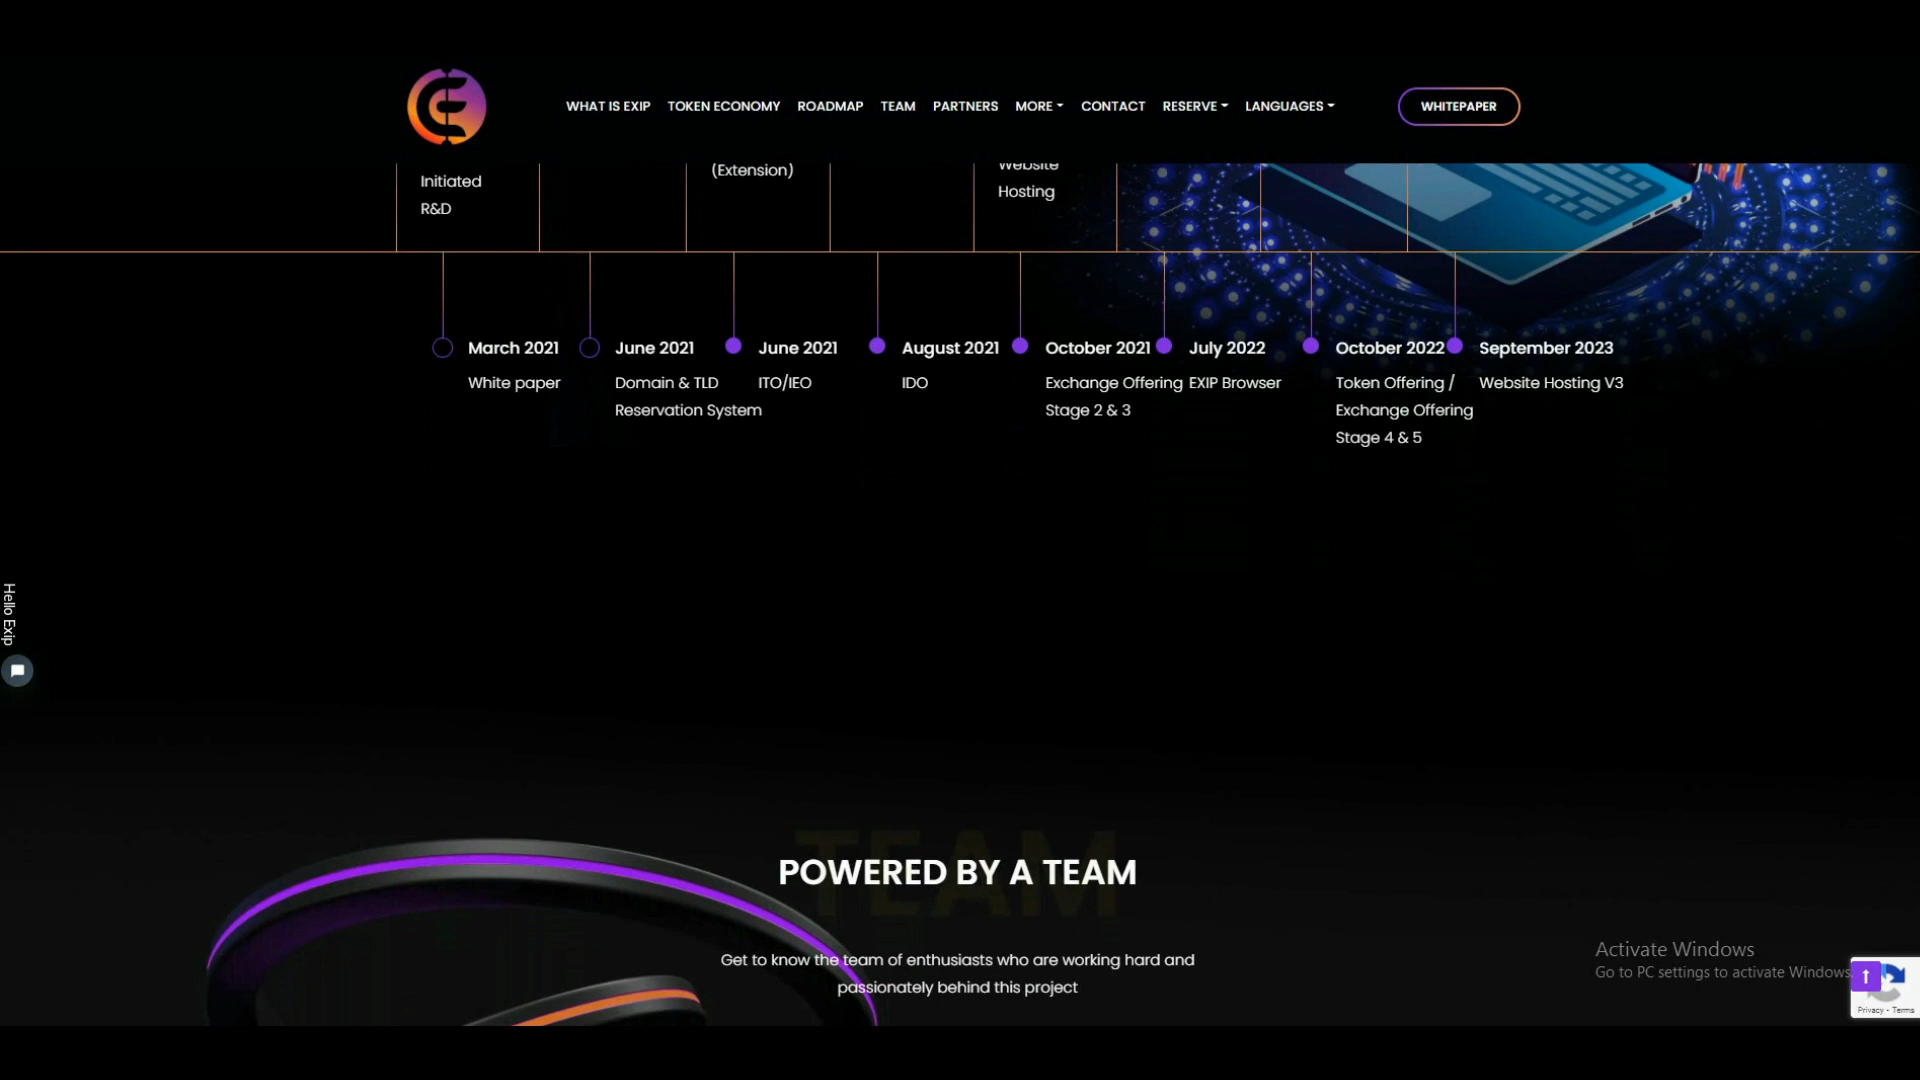 WHAT IS EXIP TOKEN ECONOMY ROADMAP TEAM PARTNERS MORE CONTACT RESERVE LANGUAGES WHITEPAPER
Initiated
R&D
(Extension)
Website
Hosting
March 2021
White paper
June 2021
Domain & TLD
Reservation System
June 2021
ITO/IEO
August 2021
IDO
October 2021
Exchange Offering
Stage 2 & 3
July 2022
EXIP Browser
October 2022
Token Offering /
Exchange Offering
Stage 4 & 5
September 2023
Website Hosting V3
Hello Exip
TEAM
POWERED BY A TEAM
Get to know the team of enthusiasts who are working hard and
passionately behind this project
Activate Windows
Go to PC settings to activate Windows.
Privacy - Terms